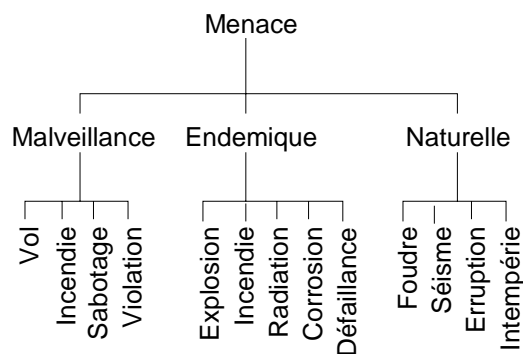 Menace
Malveillance
Endemique
Naturelle
Vol
Incendie
Sabotage
Violation
Explosion
Incendie
Radiation
Corrosion
Défaillance
Foudre
Séisme
Erruption
Intempérie